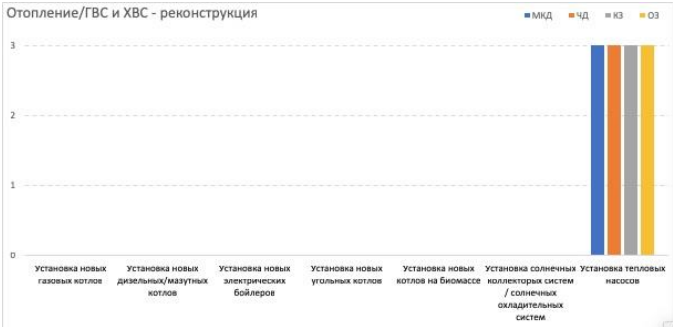 Отопление/ГВС и ХВС - реконструкция
МКД ЧД КЗ ОЗ
3
2
1
0
Установка новых
газовых котлов
Установка новых
дизельных/мазутных
котлов
Установка новых
электрических
бойлеров
Установка новых
угольных котлов
Установка новых
котлов на биомассе
Установка солнечных
коллекторых систем
/ солнечных
охладительных
систем
Установка тепловых
насосов